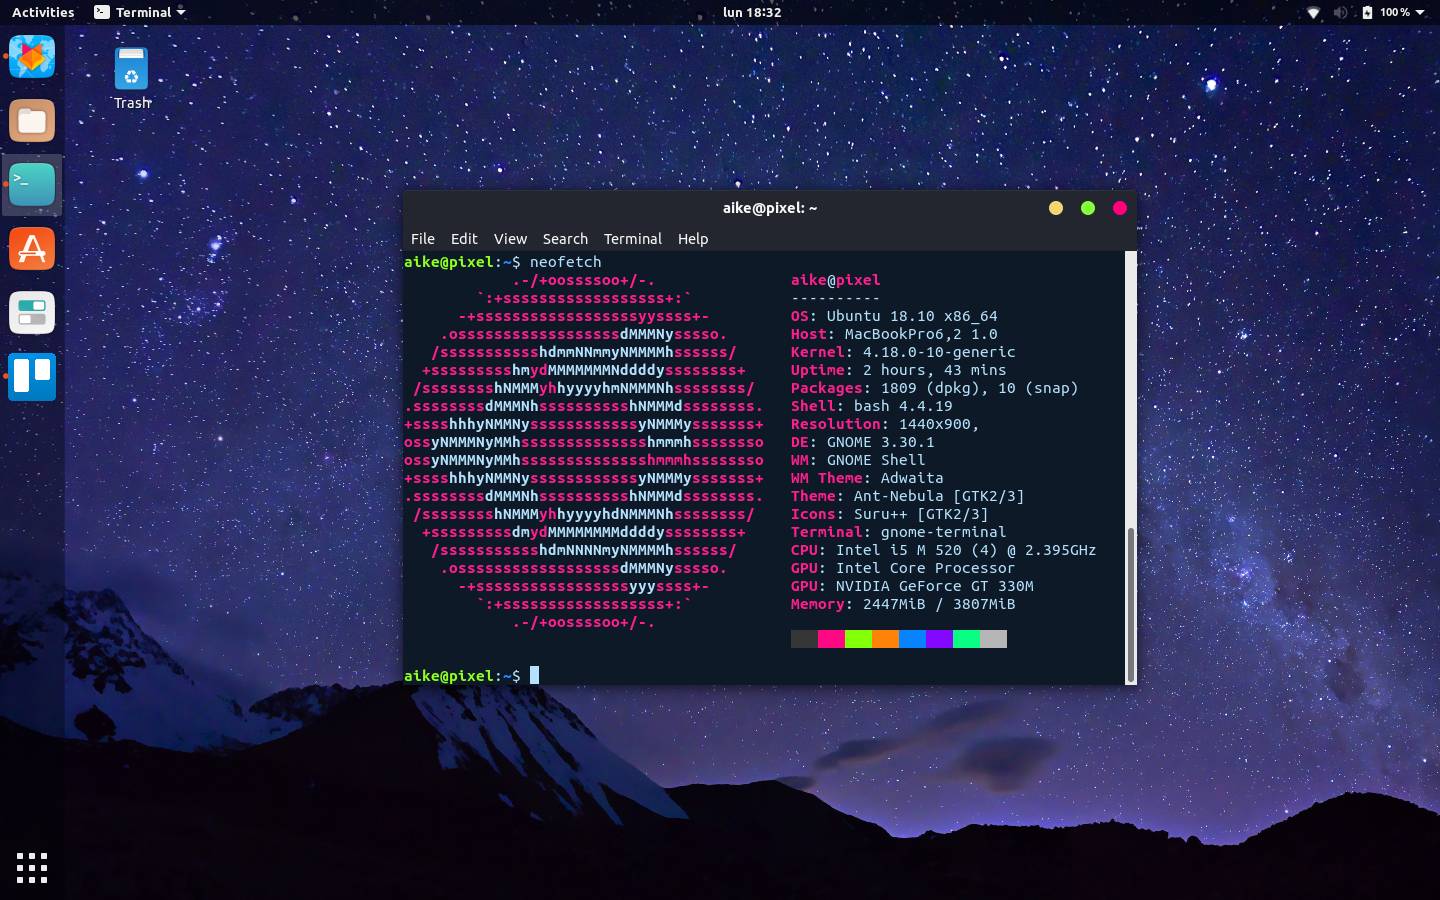 Activities Terminal lun 18:32 100 %
Trash
aike@pixel: ~
File Edit View Search Terminal Help
aike@pixel:~$ neofetch
.-/+oossssoo+/-. aike@pixel
`:+ssssssssssssssssss+:` ----------
-+ssssssssssssssssssyyssss+- OS: Ubuntu 18.10 x86_64
.ossssssssssssssssssdMMMNysssso. Host: MacBookPro6,2 1.0
/ssssssssssshdmmNNmmyNMMMMhssssss/ Kernel: 4.18.0-10-generic
+ssssssssshmydMMMMMMMNddddyssssssss+ Uptime: 2 hours, 43 mins
/sssssssshNMMMyhhyyyyhmNMMMNhssssssss/ Packages: 1809 (dpkg), 10 (snap)
.ssssssssdMMMNhsssssssssshNMMMdssssssss. Shell: bash 4.4.19
+sssshhhyNMMNyssssssssssssyNMMMysssssss+ Resolution: 1440x900,
ossyNMMMNyMMhsssssssssssssshmmmhssssssso DE: GNOME 3.30.1
ossyNMMMNyMMhsssssssssssssshmmmhssssssso WM: GNOME Shell
+sssshhhyNMMNyssssssssssssyNMMMysssssss+ WM Theme: Adwaita
.ssssssssdMMMNhsssssssssshNMMMdssssssss. Theme: Ant-Nebula [GTK2/3]
/sssssssshNMMMyhhyyyyhdNMMMNhssssssss/ Icons: Suru++ [GTK2/3]
+sssssssssdmydMMMMMMMMddddyssssssss+ Terminal: gnome-terminal
/ssssssssssshdmNNNNmyNMMMMhssssss/ CPU: Intel i5 M 520 (4) @ 2.395GHz
.ossssssssssssssssssdMMMNysssso. GPU: Intel Core Processor
-+sssssssssssssssssyyyssss+- GPU: NVIDIA GeForce GT 330M
`:+ssssssssssssssssss+:` Memory: 2447MiB / 3807MiB
.-/+oossssoo+/-.
aike@pixel:~$